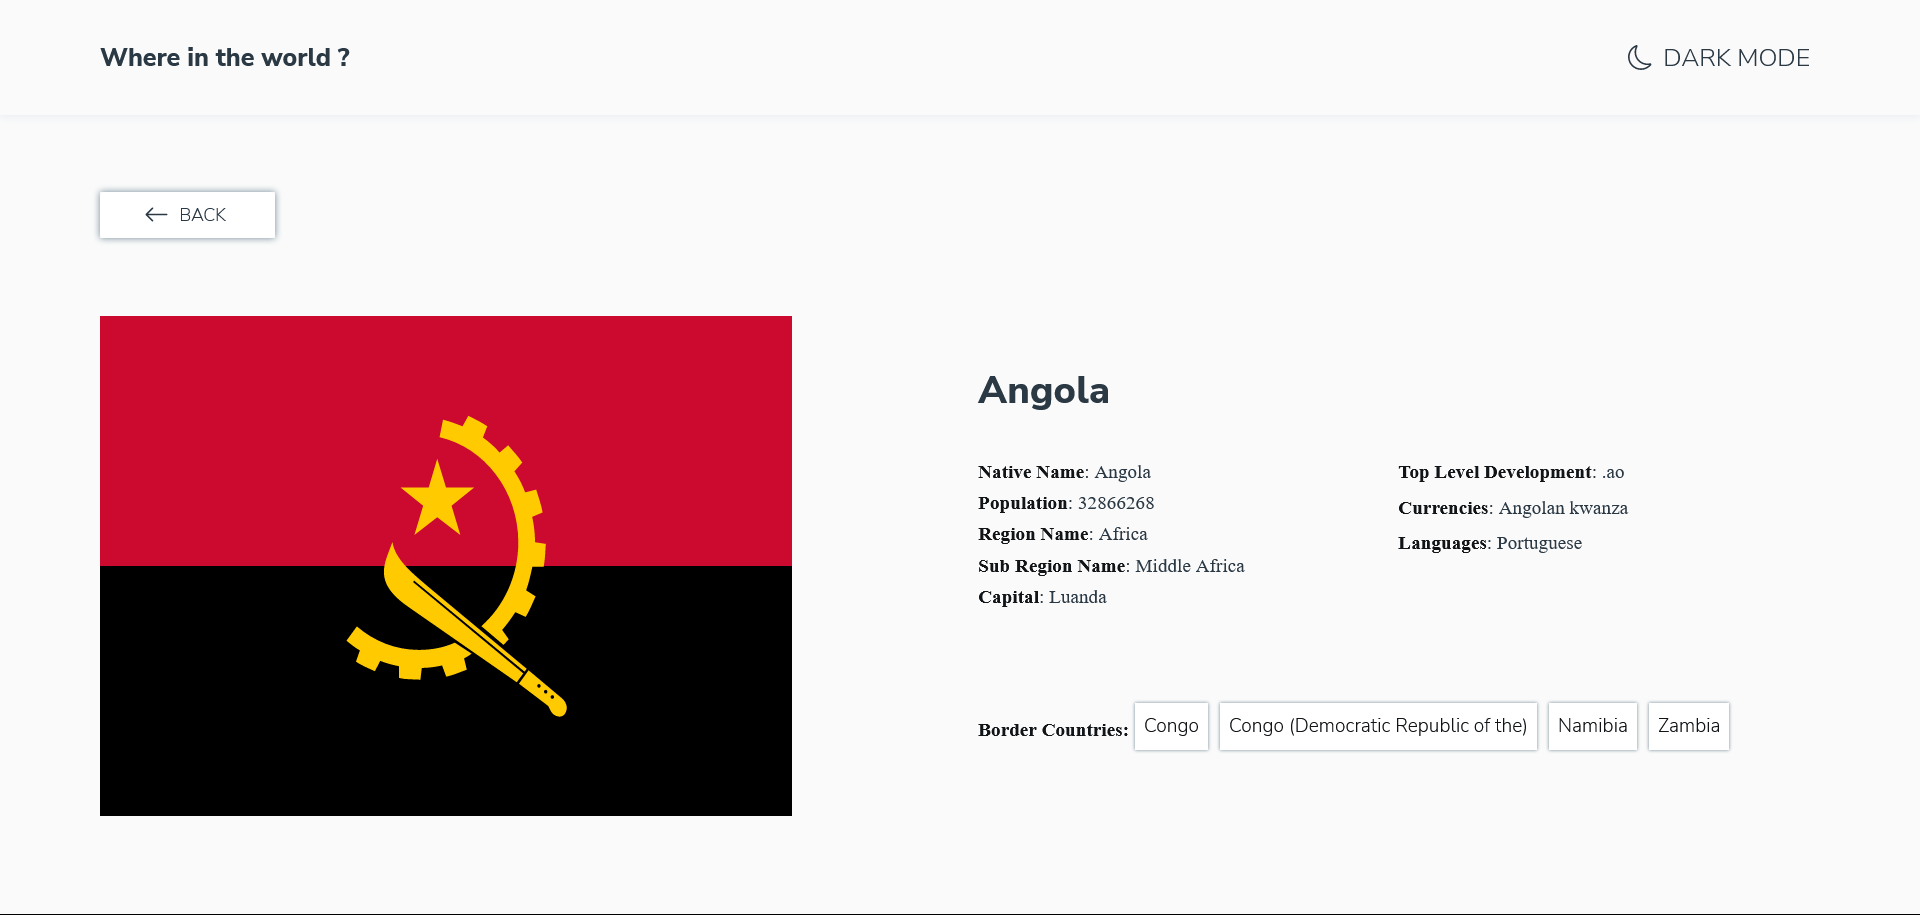 Where in the world ?
DARK MODE
BACK
Angola
Native Name: Angola
Population: 32866268
Region Name: Africa
Sub Region Name: Middle Africa
Capital: Luanda
Top Level Development: .ao
Currencies: Angolan kwanza
Languages: Portuguese
Border Countries: Congo Congo (Democratic Republic of the) Namibia Zambia